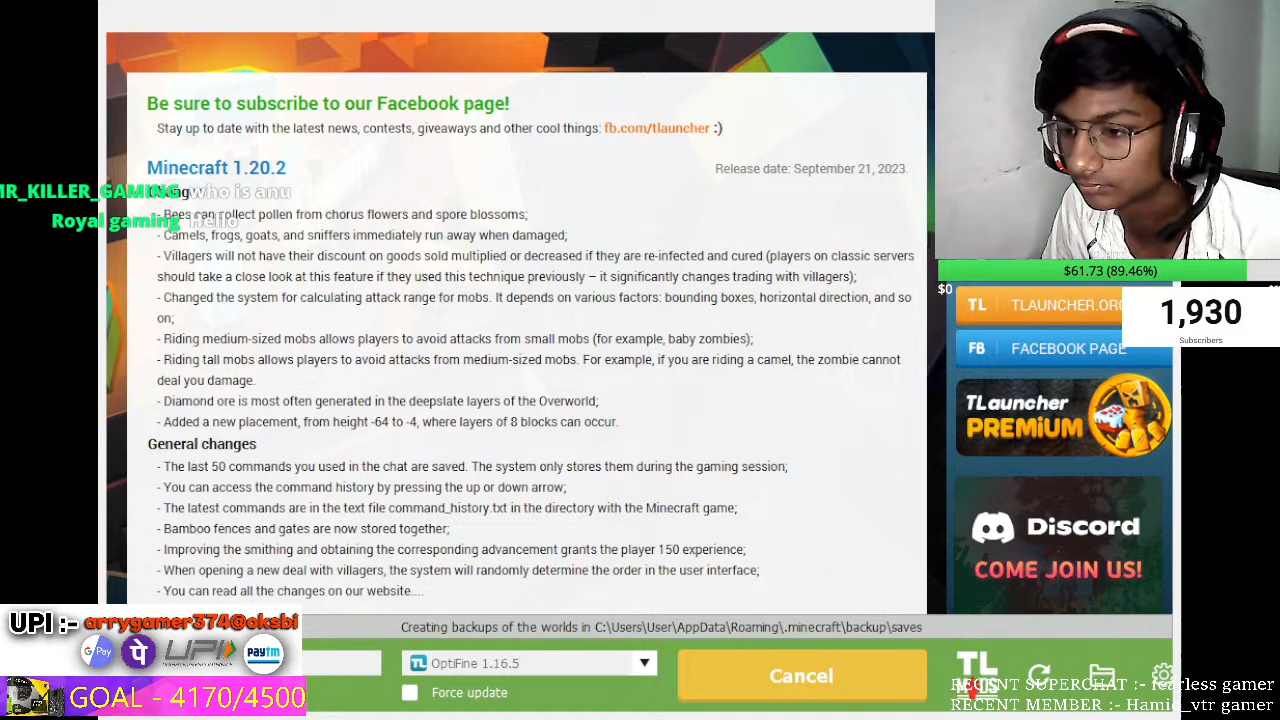 Be sure to subscribe to our Facebook page!
Stay up to date with the latest news, contests, giveaways and other cool things: fb.com/tlauncher :)
Minecraft 1.20.2
Release date: September 21, 2023.
MR_KILLER_GAMING who is anu
Royal gaming Hello
- Bees can collect pollen from chorus flowers and spore blossoms;
- Camels, frogs, goats, and sniffers immediately run away when damaged;
- Villagers will not have their discount on goods sold multiplied or decreased if they are re-infected and cured (players on classic servers
should take a close look at this feature if they used this technique previously – it significantly changes trading with villagers);
- Changed the system for calculating attack range for mobs. It depends on various factors: bounding boxes, horizontal direction, and so
on;
- Riding medium-sized mobs allows players to avoid attacks from small mobs (for example, baby zombies);
- Riding tall mobs allows players to avoid attacks from medium-sized mobs. For example, if you are riding a camel, the zombie cannot
deal you damage.
- Diamond ore is most often generated in the deepslate layers of the Overworld;
- Added a new placement, from height -64 to -4, where layers of 8 blocks can occur.
General changes
- The last 50 commands you used in the chat are saved. The system only stores them during the gaming session;
- You can access the command history by pressing the up or down arrow;
- The latest commands are in the text file command_history.txt in the directory with the Minecraft game;
- Bamboo fences and gates are now stored together;
- Improving the smithing and obtaining the corresponding advancement grants the player 150 experience;
- When opening a new deal with villagers, the system will randomly determine the order in the user interface;
- You can read all the changes on our website....
$61.73 (89.46%)
$0
TL TLAUNCHER.ORG
1,930
Subscribers
FB FACEBOOK PAGE
TLauncher
PREMIUM
Discord
COME JOIN US!
Creating backups of the worlds in C:\Users\User\AppData\Roaming\.minecraft\backup\saves
UPI :- arrygamer374@oksbi
G Pay UPI paytm
GOAL - 4170/4500
TL OptiFine 1.16.5
Force update
Cancel
TL
MODS
RECENT SUPERCHAT :- fearless gamer
RECENT MEMBER :- Hamid_vtr gamer